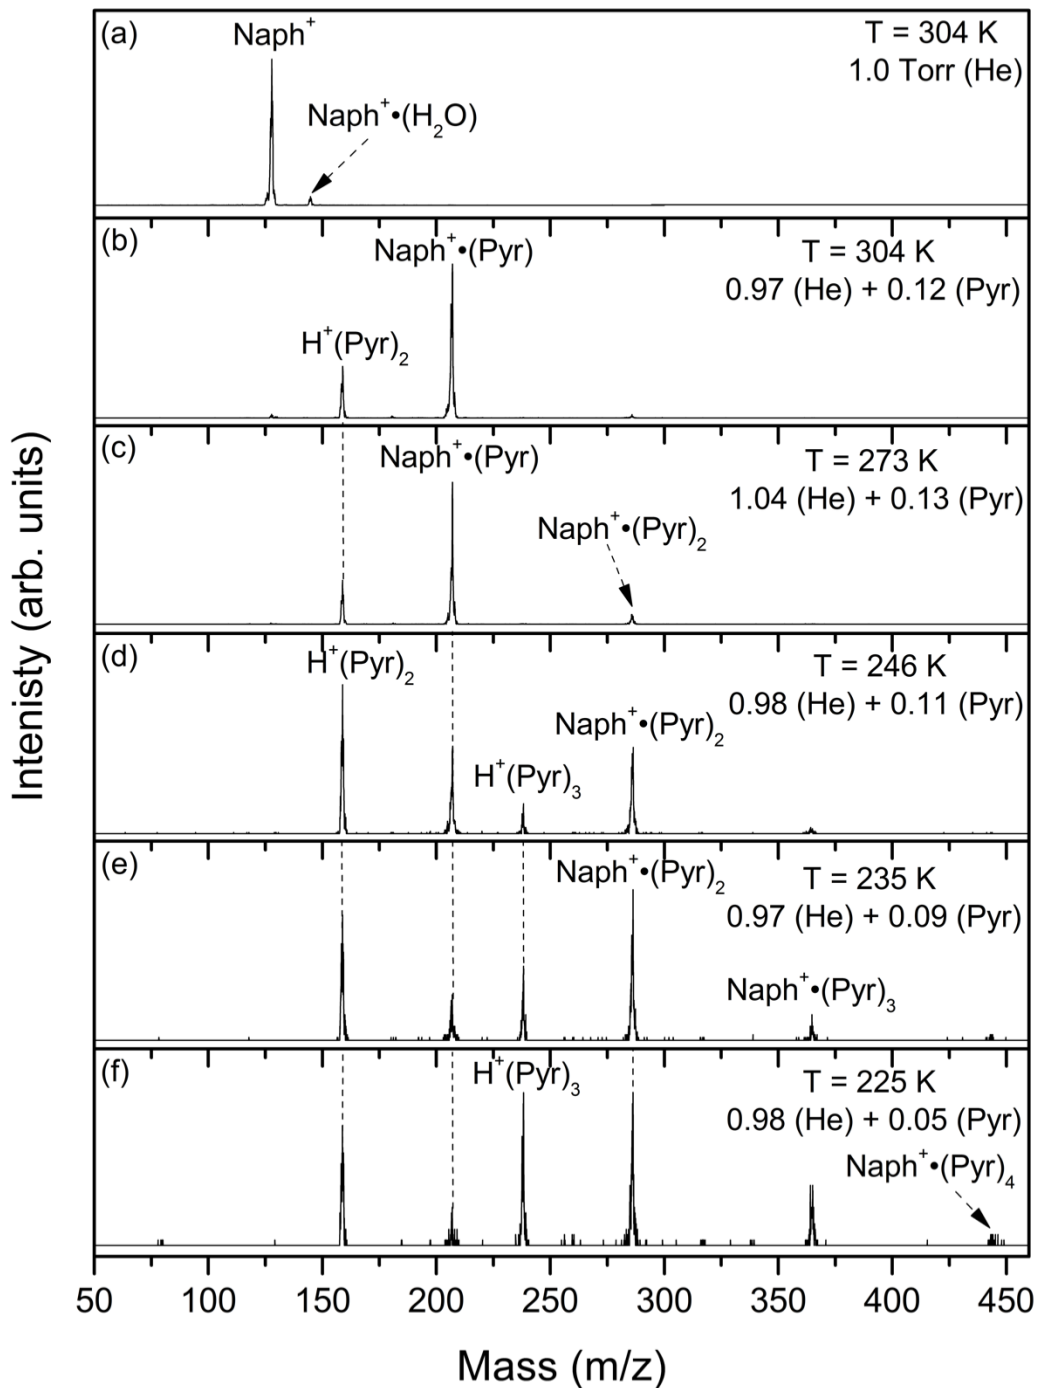 (a)
Naph⁺
Naph⁺•(H₂O)
T = 304 K
1.0 Torr (He)
(b)
Naph⁺•(Pyr)
H⁺(Pyr)₂
T = 304 K
0.97 (He) + 0.12 (Pyr)
(c)
Naph⁺•(Pyr)
Naph⁺•(Pyr)₂
T = 273 K
1.04 (He) + 0.13 (Pyr)
(d)
H⁺(Pyr)₂
H⁺(Pyr)₃
Naph⁺•(Pyr)₂
T = 246 K
0.98 (He) + 0.11 (Pyr)
(e)
Naph⁺•(Pyr)₂
Naph⁺•(Pyr)₃
T = 235 K
0.97 (He) + 0.09 (Pyr)
(f)
H⁺(Pyr)₃
T = 225 K
0.98 (He) + 0.05 (Pyr)
Naph⁺•(Pyr)₄
50 100 150 200 250 300 350 400 450
Mass (m/z)
Intenisty (arb. units)